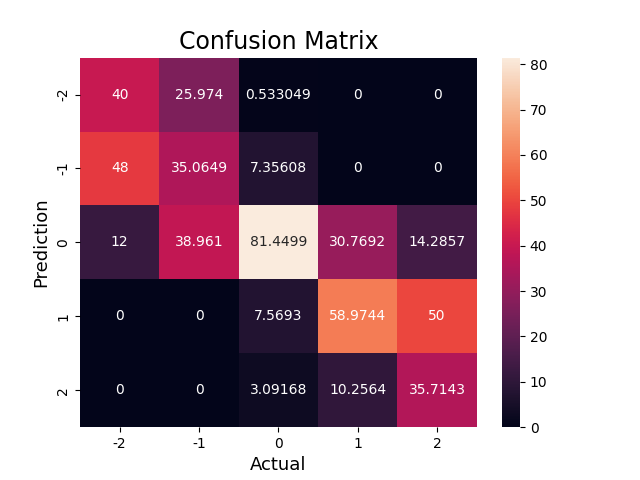 Confusion Matrix
80
-2 40 25.974 0.533049 0 0
70
-1 48 35.0649 7.35608 0 0
60
50
Prediction
0 12 38.961 81.4499 30.7692 14.2857
40
30
1 0 0 7.5693 58.9744 50
20
2 0 0 3.09168 10.2564 35.7143
10
0
-2 -1 0 1 2
Actual